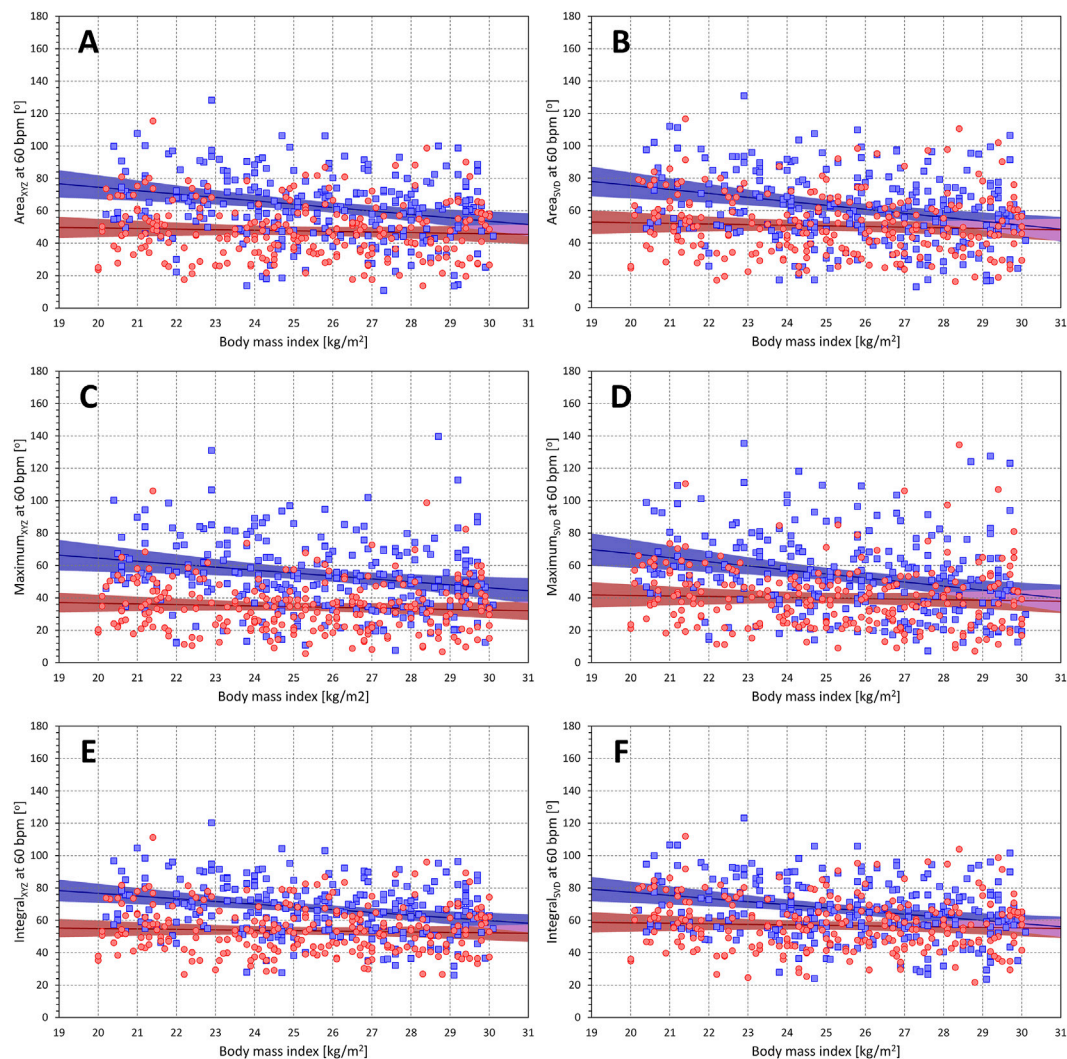 A
Area_XYZ at 60 bpm [°]
180
160
140
120
100
80
60
40
20
0
19 20 21 22 23 24 25 26 27 28 29 30 31
Body mass index [kg/m²]
B
Area_SVD at 60 bpm [°]
180
160
140
120
100
80
60
40
20
0
19 20 21 22 23 24 25 26 27 28 29 30 31
Body mass index [kg/m²]
C
Maximum_XYZ at 60 bpm [°]
180
160
140
120
100
80
60
40
20
0
19 20 21 22 23 24 25 26 27 28 29 30 31
Body mass index [kg/m2]
D
Maximum_SVD at 60 bpm [°]
180
160
140
120
100
80
60
40
20
0
19 20 21 22 23 24 25 26 27 28 29 30 31
Body mass index [kg/m²]
E
Integral_XYZ at 60 bpm [°]
180
160
140
120
100
80
60
40
20
0
19 20 21 22 23 24 25 26 27 28 29 30 31
Body mass index [kg/m²]
F
Integral_SVD at 60 bpm [°]
180
160
140
120
100
80
60
40
20
0
19 20 21 22 23 24 25 26 27 28 29 30 31
Body mass index [kg/m²]